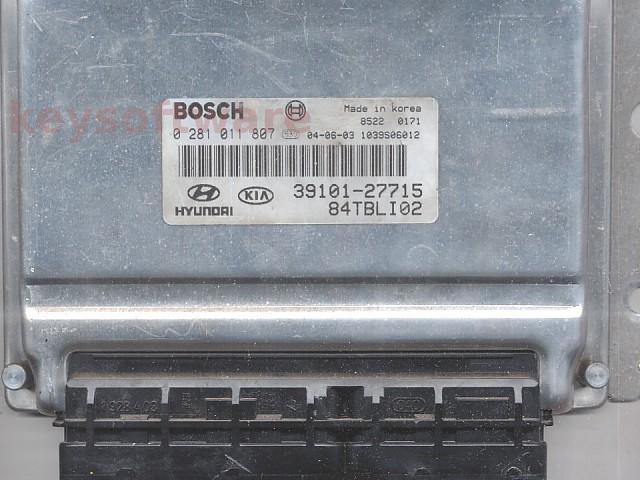 keysoftware
BOSCH
Made in korea
8522 0171
0 281 011 807 04-06-03 1039S06012
HYUNDAI KIA 39101-27715
84TBLI02